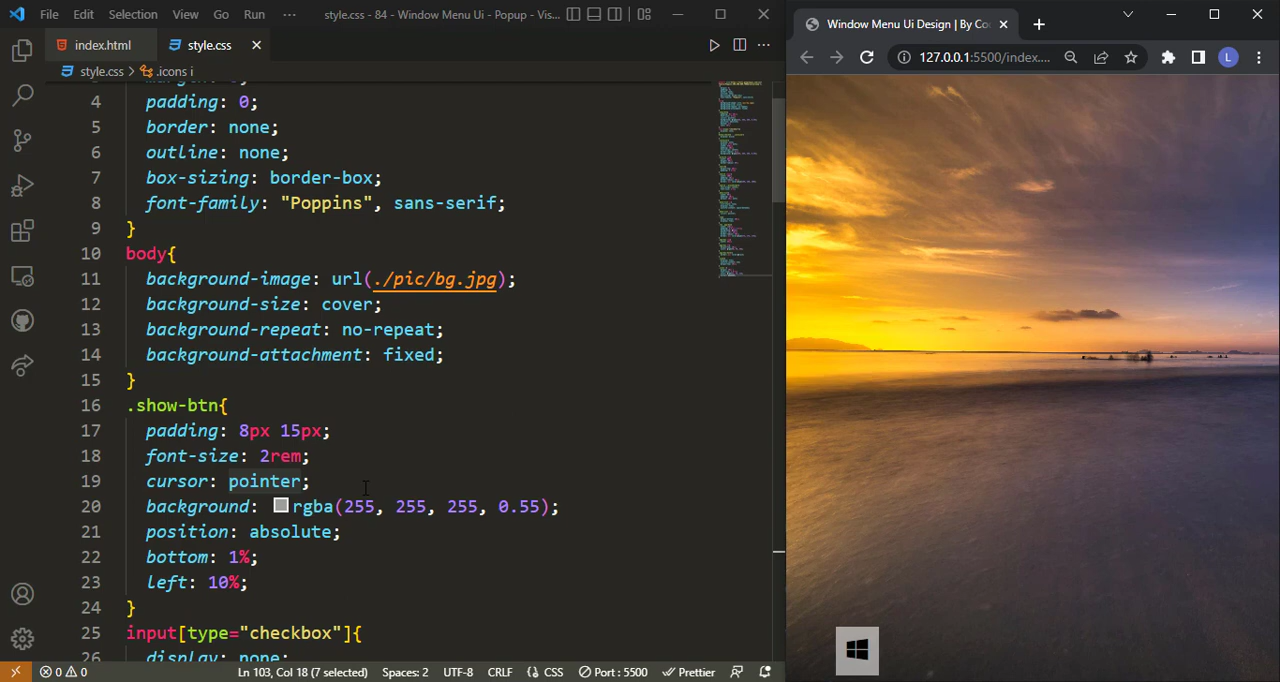 File Edit Selection View Go Run ··· style.css - 84 - Window Menu Ui - Popup - Vis...
index.html style.css
style.css > .icons i
4 padding: 0;
5 border: none;
6 outline: none;
7 box-sizing: border-box;
8 font-family: "Poppins", sans-serif;
9 }
10 body{
11 background-image: url(./pic/bg.jpg);
12 background-size: cover;
13 background-repeat: no-repeat;
14 background-attachment: fixed;
15 }
16 .show-btn{
17 padding: 8px 15px;
18 font-size: 2rem;
19 cursor: pointer;
20 background: rgba(255, 255, 255, 0.55);
21 position: absolute;
22 bottom: 1%;
23 left: 10%;
24 }
25 input[type="checkbox"]{
26 display: none;
0 0 Ln 103, Col 18 (7 selected) Spaces: 2 UTF-8 CRLF {} CSS Port : 5500 Prettier
Window Menu Ui Design | By Co
127.0.0.1:5500/index.... L